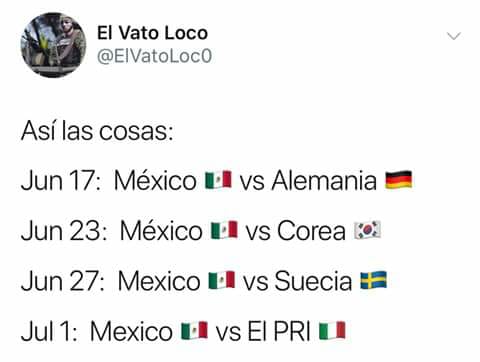 El Vato Loco
@ElVatoLoc0
Así las cosas:
Jun 17: México 🇲🇽 vs Alemania 🇩🇪
Jun 23: México 🇲🇽 vs Corea 🇰🇷
Jun 27: Mexico 🇲🇽 vs Suecia 🇸🇪
Jul 1: Mexico 🇲🇽 vs El PRI 🇮🇹